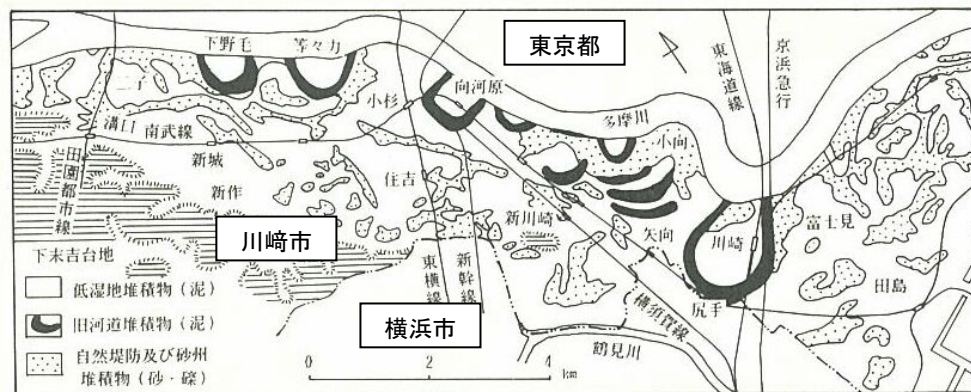 東京都
下野毛
等々力
二子
小杉
向河原
東海道線
京浜急行
多摩川
溝口
南武線
小向
田園都市線
新城
新作
住吉
新川崎
矢向
川崎
富士見
川崎市
下末吉台地
田島
低湿地堆積物(泥)
東横線
新幹線
横浜市
横須賀線
尻手
旧河道堆積物(泥)
鶴見川
自然堤防及び砂州
堆積物(砂・礫)
0 2 4
km